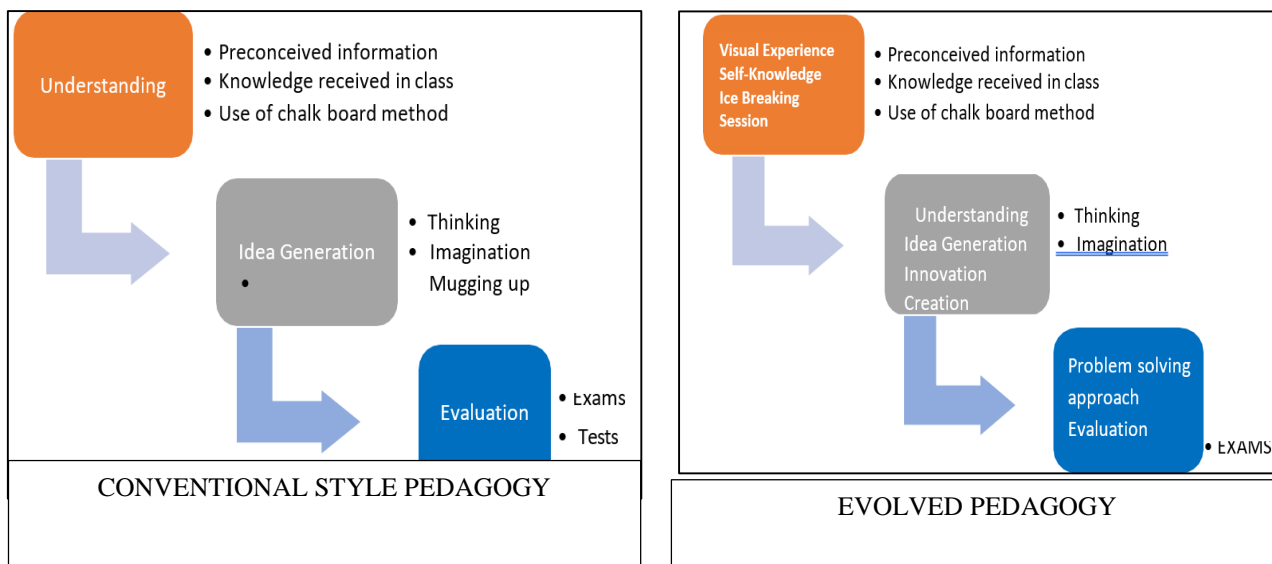 Understanding
• Preconceived information
• Knowledge received in class
• Use of chalk board method
Idea Generation
•
• Thinking
• Imagination
Mugging up
Evaluation
• Exams
• Tests
CONVENTIONAL STYLE PEDAGOGY
Visual Experience
Self-Knowledge
Ice Breaking
Session
• Preconceived information
• Knowledge received in class
• Use of chalk board method
Understanding
Idea Generation
Innovation
Creation
• Thinking
• Imagination
Problem solving
approach
Evaluation
• EXAMS
EVOLVED PEDAGOGY